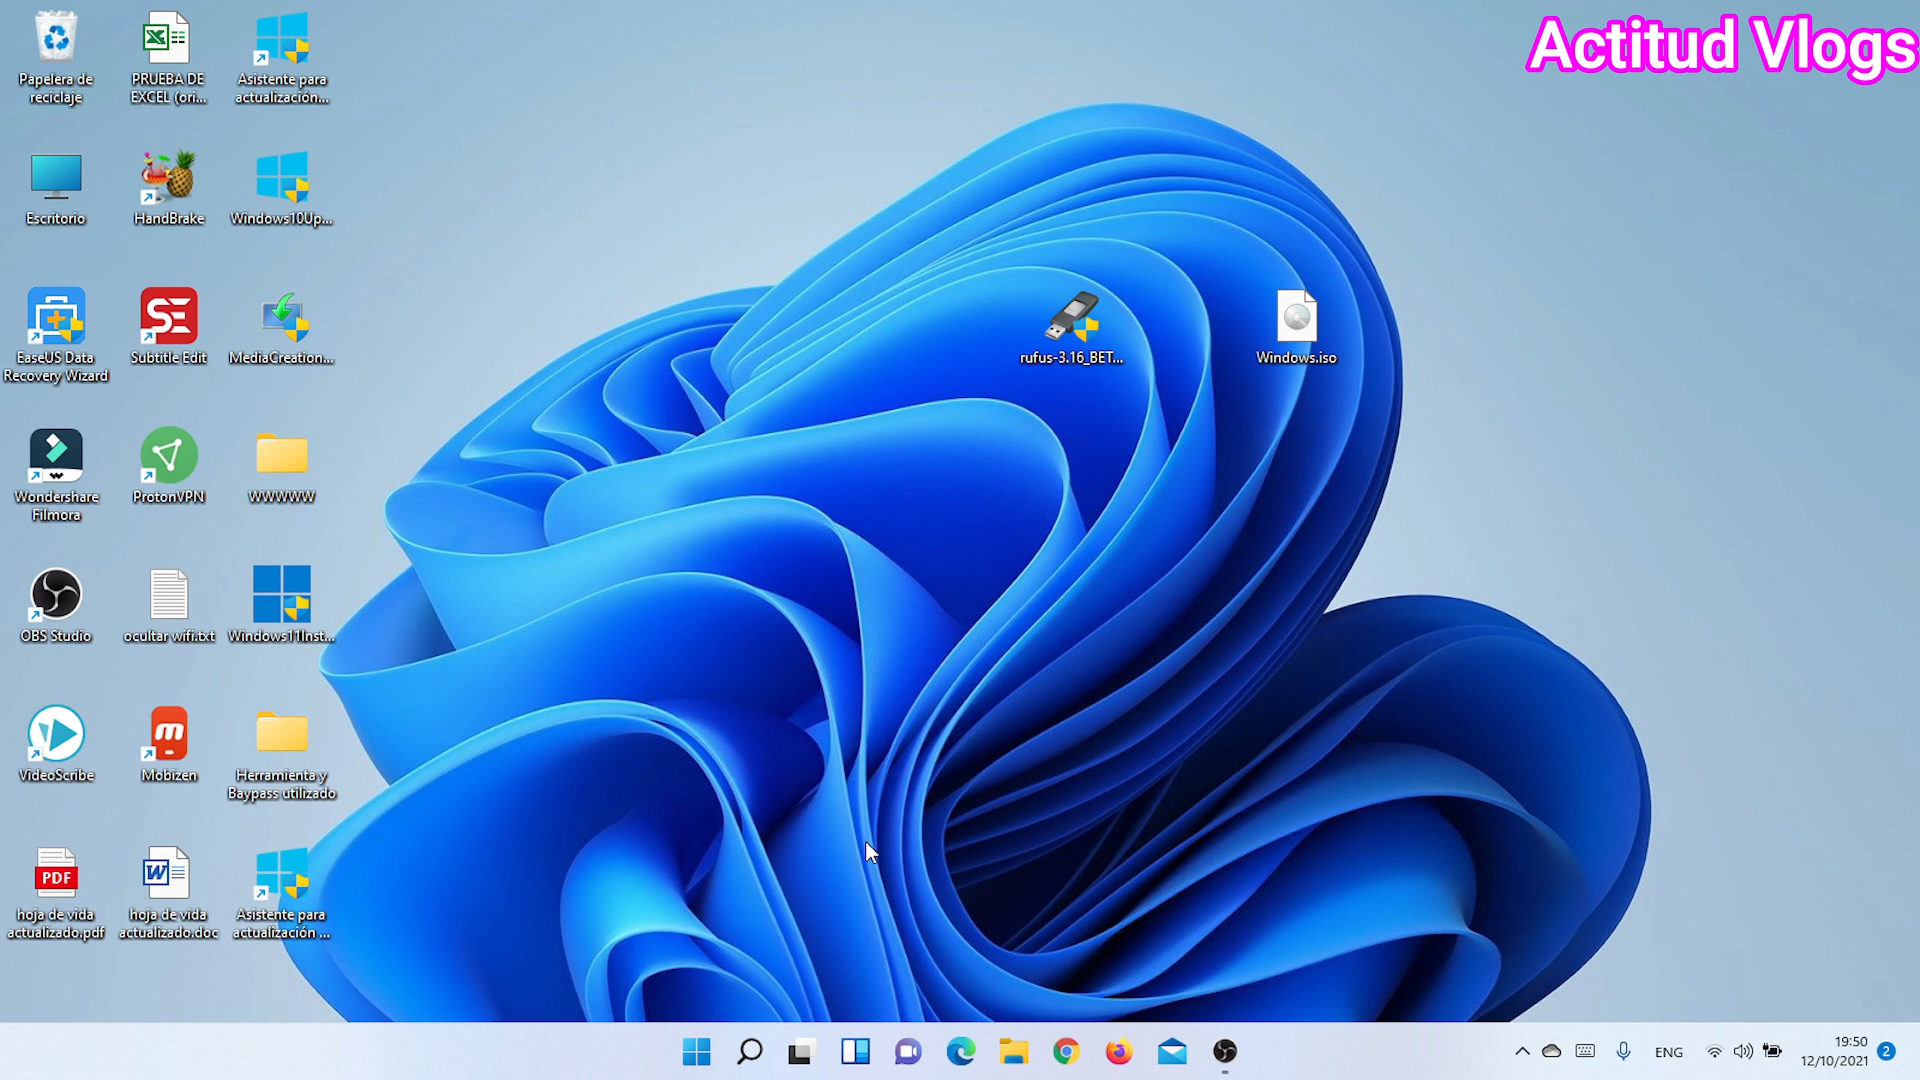 Actitud Vlogs
Papelera de
reciclaje
PRUEBA DE
EXCEL (ori...
Asistente para
actualización...
Escritorio
HandBrake
Windows10Up...
EaseUS Data
Recovery Wizard
Subtitle Edit
MediaCreation...
rufus-3.16_BET...
Windows.iso
Wondershare
Filmora
ProtonVPN
WWWWW
OBS Studio
ocultar wifi.txt
Windows11Inst...
VideoScribe
Mobizen
Herramienta y
Baypass utilizado
PDF
hoja de vida
actualizado.pdf
hoja de vida
actualizado.doc
Asistente para
actualización ...
ENG
19:50
12/10/2021
2